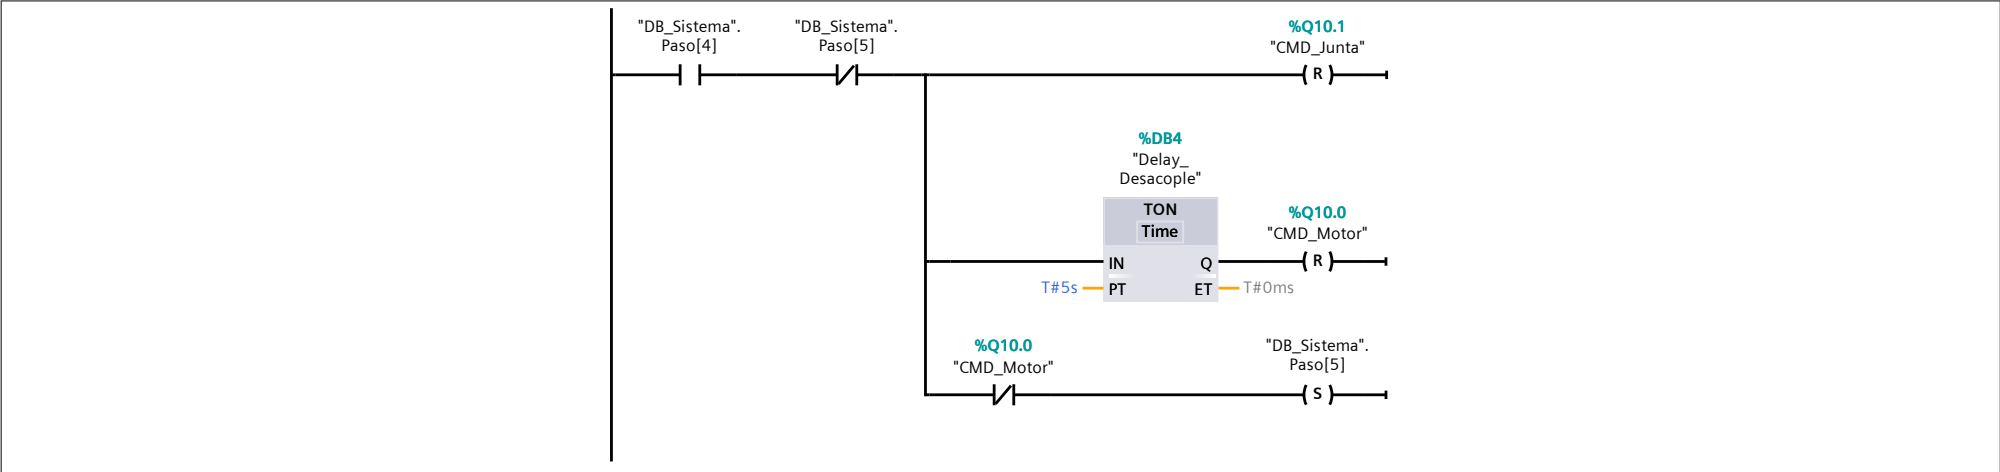 "DB_Sistema".
Paso[4]
"DB_Sistema".
Paso[5]
%Q10.1
"CMD_Junta"
R
%DB4
"Delay_
Desacople"
TON
Time
%Q10.0
"CMD_Motor"
IN
Q
R
T#5s
PT
ET
T#0ms
%Q10.0
"CMD_Motor"
"DB_Sistema".
Paso[5]
S